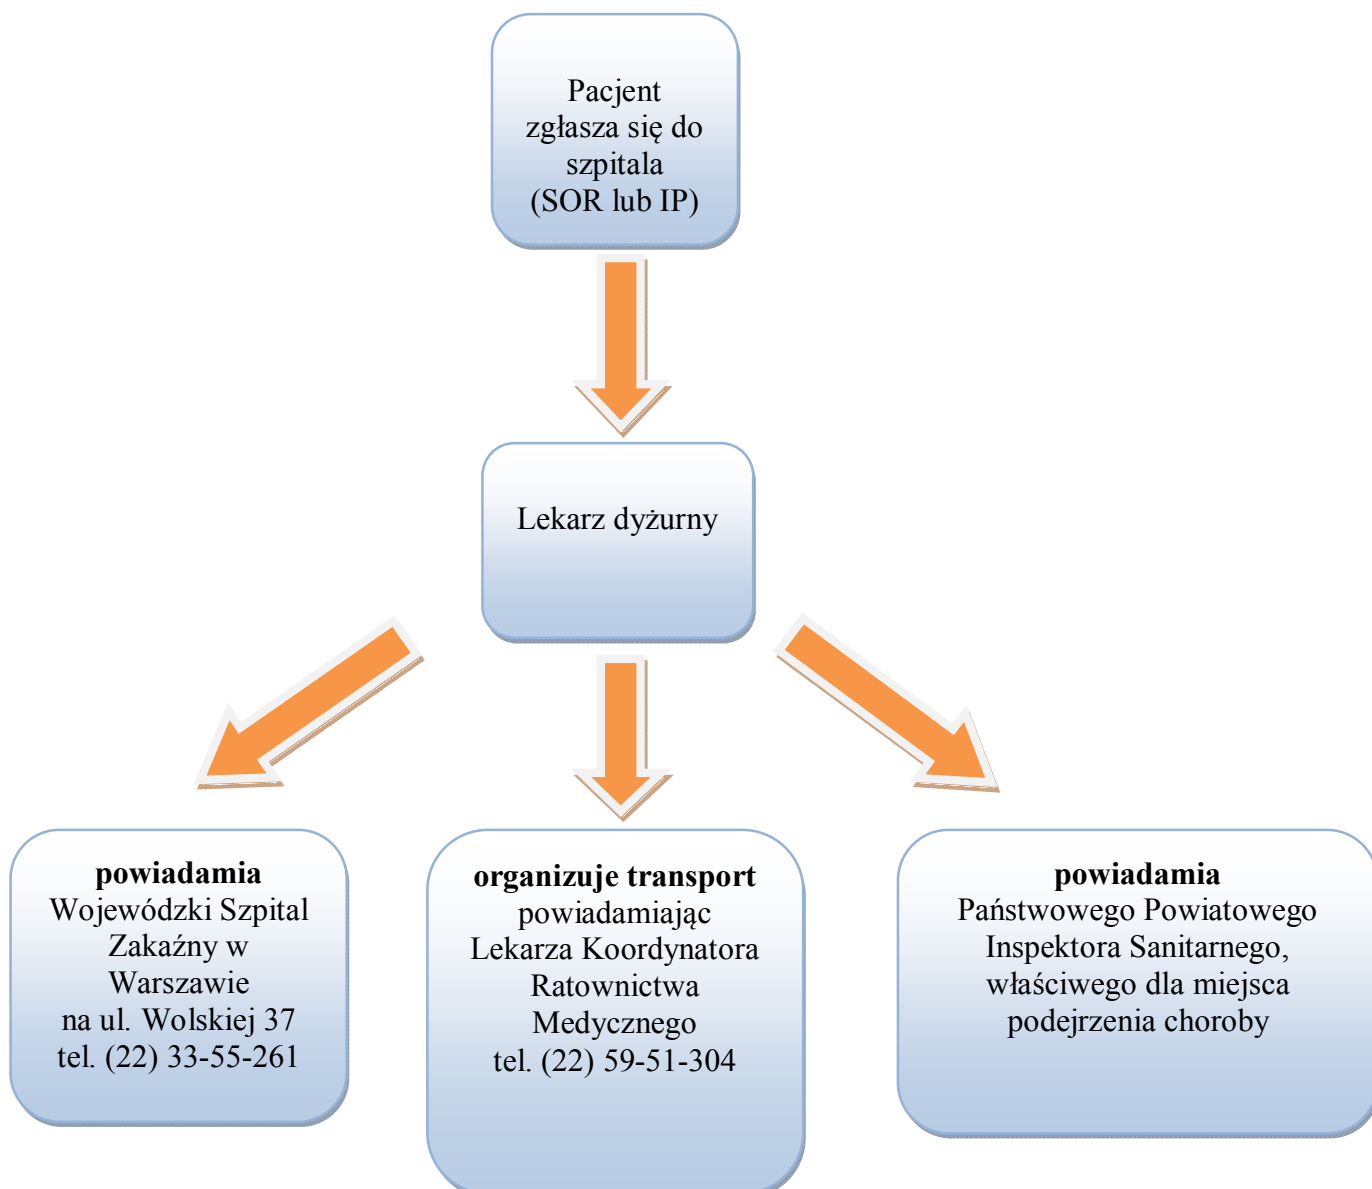 Pacjent
zgłasza się do
szpitala
(SOR lub IP)
Lekarz dyżurny
powiadamia
Wojewódzki Szpital
Zakaźny w
Warszawie
na ul. Wolskiej 37
tel. (22) 33-55-261
organizuje transport
powiadamiając
Lekarza Koordynatora
Ratownictwa
Medycznego
tel. (22) 59-51-304
powiadamia
Państwowego Powiatowego
Inspektora Sanitarnego,
właściwego dla miejsca
podejrzenia choroby